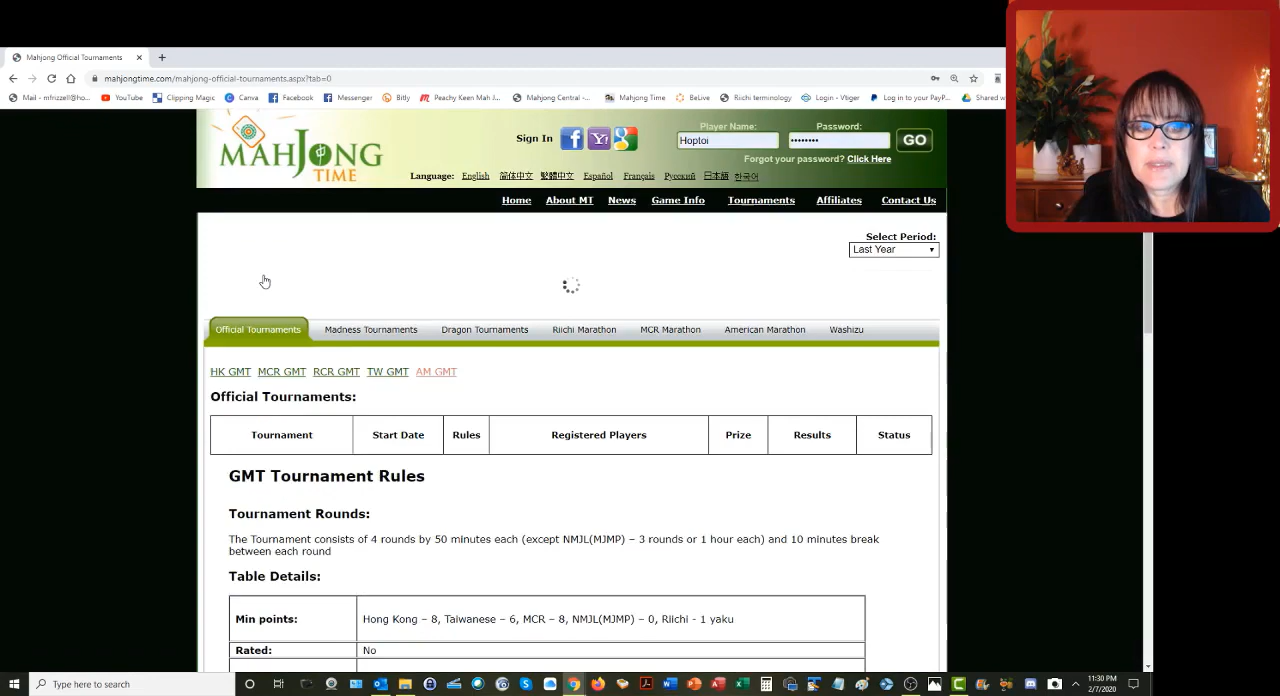 Mahjong Official Tournaments
mahjongtime.com/mahjong-official-tournaments.aspx?tab=0
Mail - mfrizzell@ho... YouTube Clipping Magic Canva Facebook Messenger Bitly Peachy Keen Mah J... Mahjong Central -... Mahjong Time BeLive Riichi terminology Login - Vtiger Log in to your PayP... Shared w
MAHJONG TIME
Sign In
Player Name: Password:
Hoptoi •••••••• GO
Forgot your password? Click Here
Language: English 简体中文 繁體中文 Español Français Русский 日本語 한국어
Home About MT News Game Info Tournaments Affiliates Contact Us
Select Period:
Last Year
Official Tournaments Madness Tournaments Dragon Tournaments Riichi Marathon MCR Marathon American Marathon Washizu
HK GMT MCR GMT RCR GMT TW GMT AM GMT
Official Tournaments:
Tournament Start Date Rules Registered Players Prize Results Status
GMT Tournament Rules
Tournament Rounds:
The Tournament consists of 4 rounds by 50 minutes each (except NMJL(MJMP) – 3 rounds or 1 hour each) and 10 minutes break
between each round
Table Details:
Min points: Hong Kong – 8, Taiwanese – 6, MCR – 8, NMJL(MJMP) – 0, Riichi - 1 yaku
Rated: No
Type here to search
11:30 PM
2/7/2020